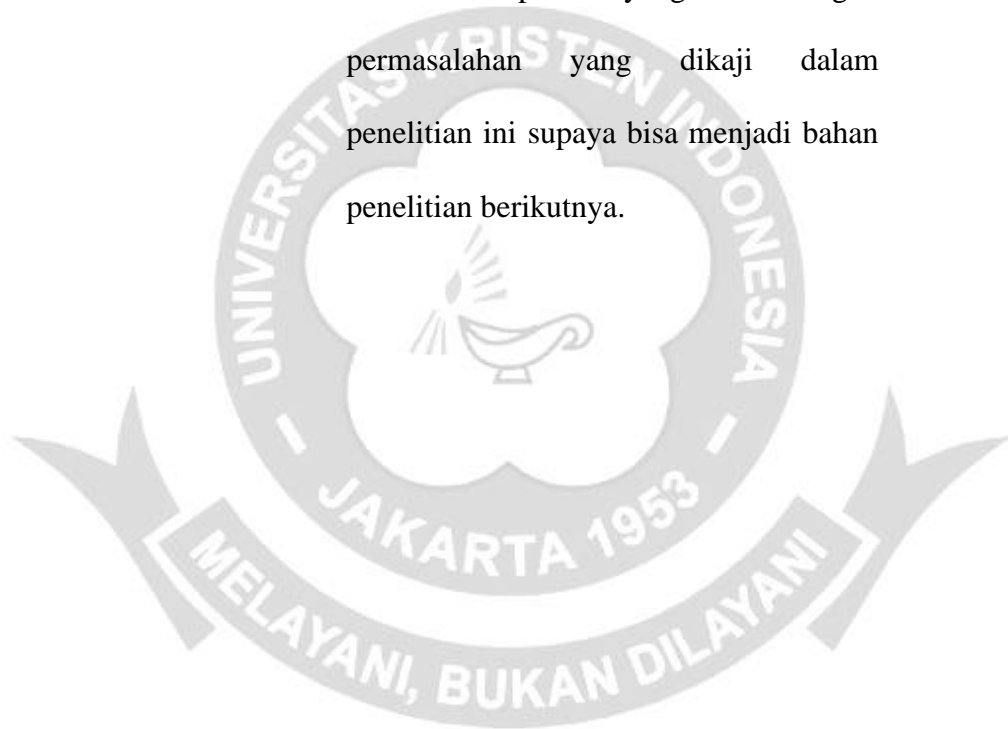 permasalahan yang dikaji dalam
penelitian ini supaya bisa menjadi bahan
penelitian berikutnya.
UNIVERSITAS KRISTEN INDONESIA
- JAKARTA 1953 -
MELAYANI, BUKAN DILAYANI